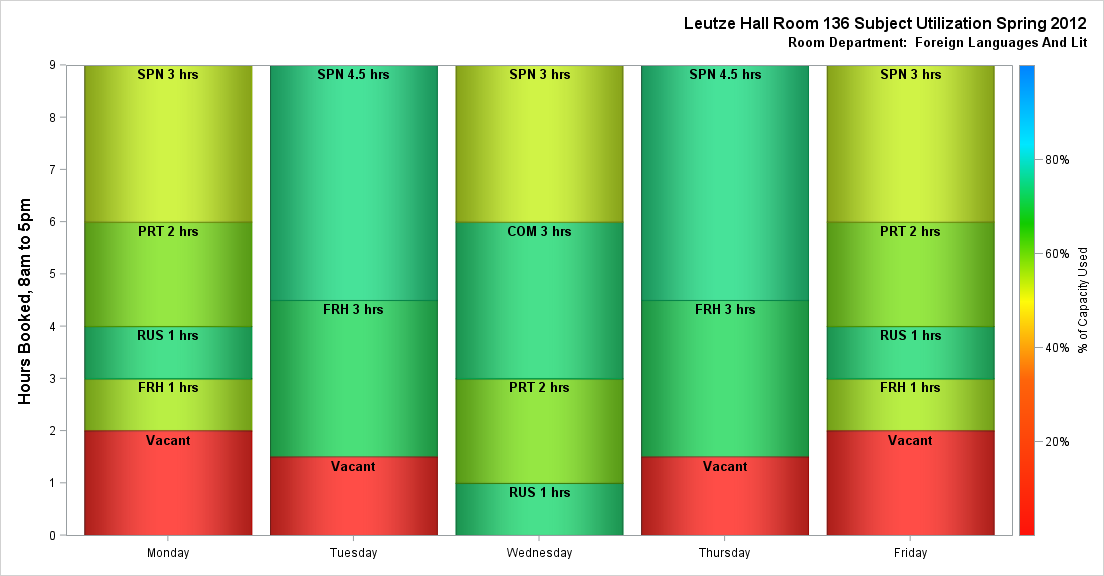 Leutze Hall Room 136 Subject Utilization Spring 2012
Room Department:  Foreign Languages And Lit
Hours Booked, 8am to 5pm
9
8
7
6
5
4
3
2
1
0
SPN 3 hrs
PRT 2 hrs
RUS 1 hrs
FRH 1 hrs
Vacant
SPN 4.5 hrs
FRH 3 hrs
Vacant
SPN 3 hrs
COM 3 hrs
PRT 2 hrs
RUS 1 hrs
SPN 4.5 hrs
FRH 3 hrs
Vacant
SPN 3 hrs
PRT 2 hrs
RUS 1 hrs
FRH 1 hrs
Vacant
Monday
Tuesday
Wednesday
Thursday
Friday
80%
60%
40%
20%
% of Capacity Used